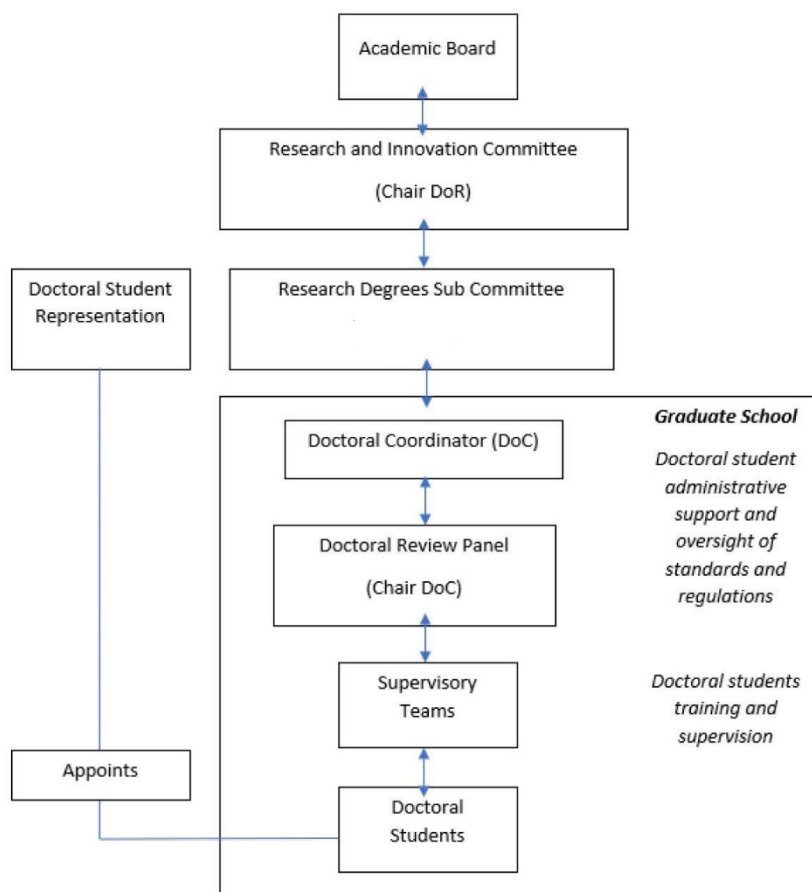 Academic Board
Research and Innovation Committee
(Chair DoR)
Doctoral Student
Representation
Research Degrees Sub Committee
Graduate School
Doctoral Coordinator (DoC)
Doctoral student
administrative
support and
oversight of
standards and
regulations
Doctoral Review Panel
(Chair DoC)
Supervisory
Teams
Doctoral students
training and
supervision
Appoints
Doctoral
Students